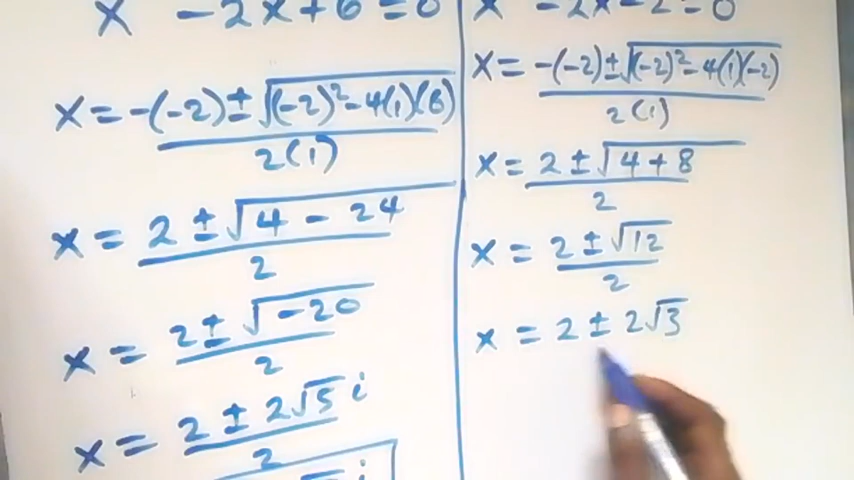 x - 2x + 6 = 0
x = -(-2) ± √(-2)² - 4(1)(6)
2(1)
x = 2 ± √4 - 24
2
x = 2 ± √-20
2
x = 2 ± 2√5 i
2
i
x - 2x - 2 = 0
x = -(-2) ± √(-2)² - 4(1)(-2)
2(1)
x = 2 ± √4 + 8
2
x = 2 ± √12
2
x = 2 ± 2√3